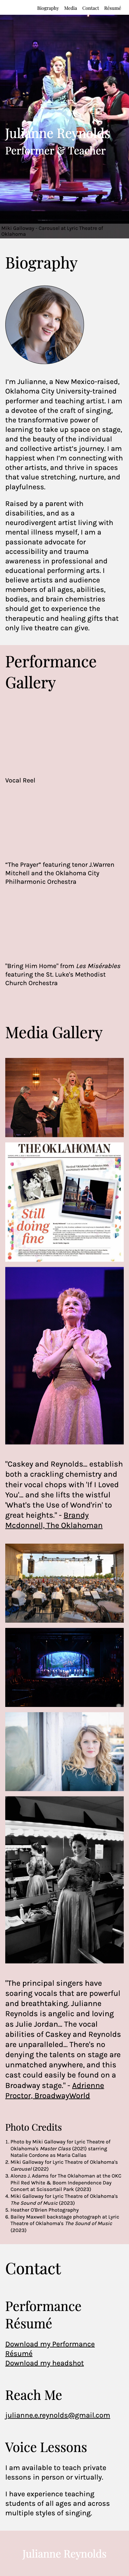 Biography Media Contact Résumé
Julianne Reynolds
Performer & Teacher
Miki Galloway - Carousel at Lyric Theatre of
Oklahoma
Biography
I'm Julianne, a New Mexico-raised,
Oklahoma City University-trained
performer and teaching artist. I am
a devotee of the craft of singing,
the transformative power of
learning to take up space on stage,
and the beauty of the individual
and collective artist's journey. I am
happiest when I'm connecting with
other artists, and thrive in spaces
that value stretching, nurture, and
playfulness.
Raised by a parent with
disabilities, and as a
neurodivergent artist living with
mental illness myself, I am a
passionate advocate for
accessibility and trauma
awareness in professional and
educational performing arts. I
believe artists and audience
members of all ages, abilities,
bodies, and brain chemistries
should get to experience the
therapeutic and healing gifts that
only live theatre can give.
Performance
Gallery
Vocal Reel
"The Prayer" featuring tenor J.Warren
Mitchell and the Oklahoma City
Philharmonic Orchestra
"Bring Him Home" from Les Misérables
featuring the St. Luke's Methodist
Church Orchestra
Media Gallery
THE OKLAHOMAN
Still
doing
fine
"Caskey and Reynolds... establish
both a crackling chemistry and
their vocal chops with 'If I Loved
You'... and she lifts the wistful
'What's the Use of Wond'rin' to
great heights." - Brandy
Mcdonnell, The Oklahoman
"The principal singers have
soaring vocals that are powerful
and breathtaking. Julianne
Reynolds is angelic and loving
as Julie Jordan... The vocal
abilities of Caskey and Reynolds
are unparalleled... There's no
denying the talents on stage are
unmatched anywhere, and this
cast could easily be found on a
Broadway stage." - Adrienne
Proctor, BroadwayWorld
Photo Credits
1. Photo by Miki Galloway for Lyric Theatre of
Oklahoma's Master Class (2021) starring
Natalie Cordone as Maria Callas
2. Miki Galloway for Lyric Theatre of Oklahoma's
Carousel (2022)
3. Alonzo J. Adams for The Oklahoman at the OKC
Phil Red White & Boom Independence Day
Concert at Scissortail Park (2023)
4. Miki Galloway for Lyric Theatre of Oklahoma's
The Sound of Music (2023)
5. Heather O'Brien Photography
6. Bailey Maxwell backstage photograph at Lyric
Theatre of Oklahoma's The Sound of Music
(2023)
Contact
Performance
Résumé
Download my Performance
Résumé
Download my headshot
Reach Me
julianne.e.reynolds@gmail.com
Voice Lessons
I am available to teach private
lessons in person or virtually.
I have experience teaching
students of all ages and across
multiple styles of singing.
Julianne Reynolds